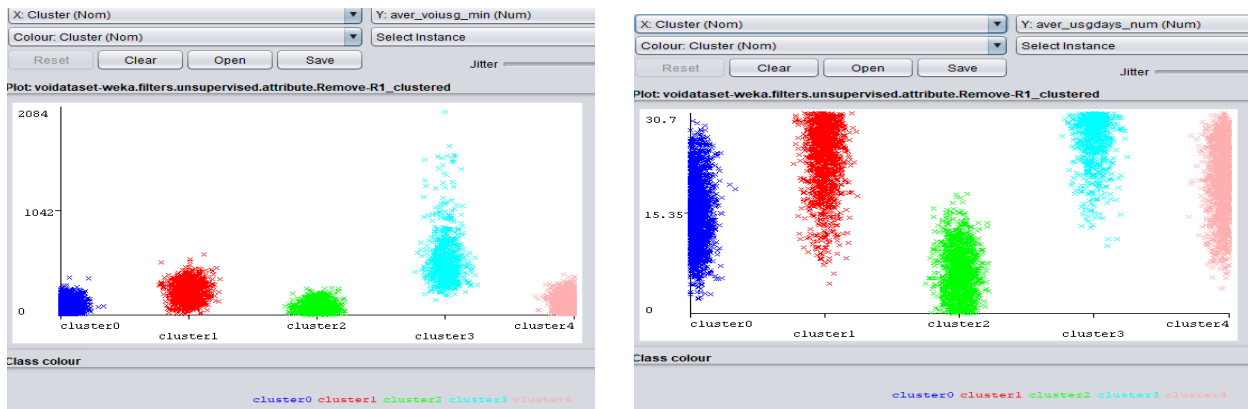 X: Cluster (Nom)
Y: aver_voiusg_min (Num)
Colour: Cluster (Nom)
Select Instance
Reset
Clear
Open
Save
Jitter
Plot: voidataset-weka.filters.unsupervised.attribute.Remove-R1_clustered
2084
1042
0
cluster0
cluster1
cluster2
cluster3
cluster4
Class colour
cluster0 cluster1 cluster2 cluster3 cluster4
X: Cluster (Nom)
Y: aver_usgdays_num (Num)
Colour: Cluster (Nom)
Select Instance
Reset
Clear
Open
Save
Jitter
Plot: voidataset-weka.filters.unsupervised.attribute.Remove-R1_clustered
30.7
15.35
0
cluster0
cluster1
cluster2
cluster3
cluster4
Class colour
cluster0 cluster1 cluster2 cluster3 cluster4